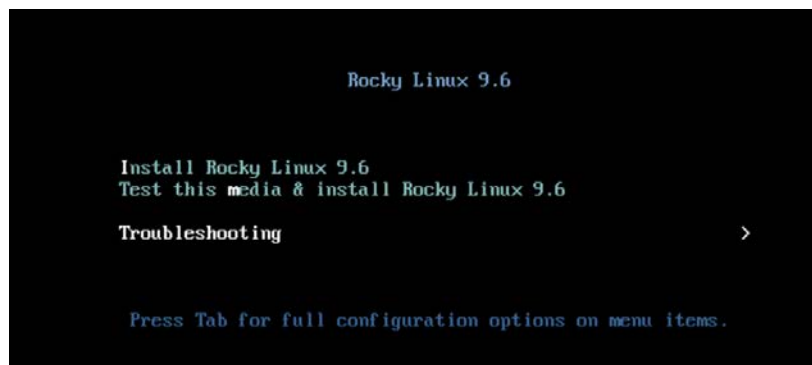 Rocky Linux 9.6
Install Rocky Linux 9.6
Test this media & install Rocky Linux 9.6
Troubleshooting >
Press Tab for full configuration options on menu items.